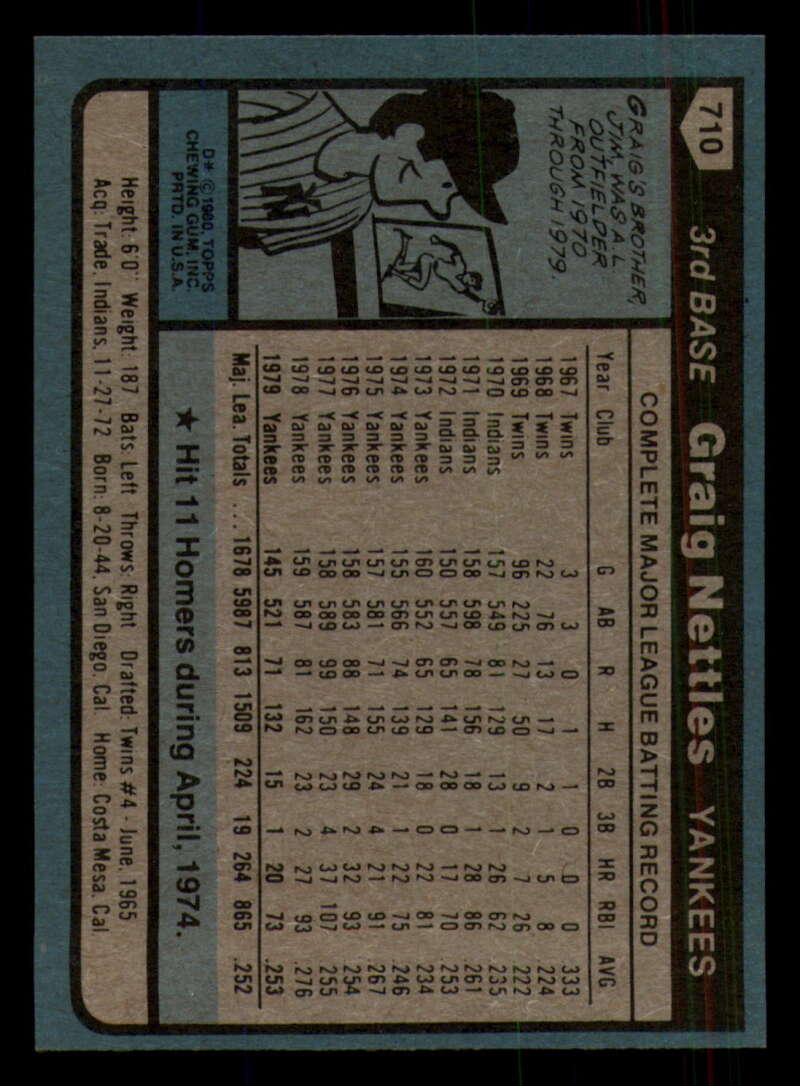 710 3rd BASE Graig Nettles YANKEES
GRAIG'S BROTHER,
JIM, WAS A.L.
OUTFIELDER
FROM 1970
THROUGH 1979.
NY
D* © 1980, TOPPS
CHEWING GUM, INC.
PRTD. IN U.S.A.
COMPLETE MAJOR LEAGUE BATTING RECORD
Year Club G AB R H 2B 3B HR RBI AVG
1967 Twins 3 3 0 1 1 0 0 0 .333
1968 Twins 22 76 13 17 2 1 5 8 .224
1969 Twins 96 225 27 50 9 2 7 26 .222
1970 Indians 157 549 81 129 13 1 26 62 .235
1971 Indians 158 598 78 156 18 1 28 86 .261
1972 Indians 150 557 65 141 28 0 17 70 .253
1973 Yankees 160 552 65 129 18 0 22 81 .234
1974 Yankees 155 566 74 139 21 1 22 75 .246
1975 Yankees 157 581 71 155 24 4 21 91 .267
1976 Yankees 158 583 88 148 29 2 32 93 .254
1977 Yankees 158 589 99 150 23 4 37 107 .255
1978 Yankees 159 587 81 162 23 2 27 93 .276
1979 Yankees 145 521 71 132 15 1 20 73 .253
Maj. Lea. Totals ... 1678 5987 813 1509 224 19 264 865 .252
★ Hit 11 Homers during April, 1974.
Height: 6'0" Weight: 187 Bats: Left Throws: Right Drafted: Twins #4 - June, 1965
Acq: Trade, Indians, 11-27-72 Born: 8-20-44, San Diego, Cal. Home: Costa Mesa, Cal.